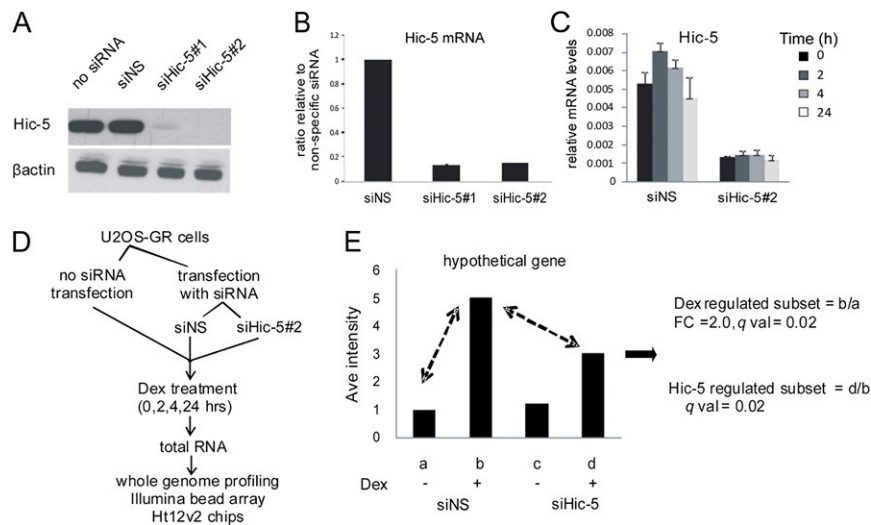 A
no siRNA
siNS
siHic-5#1
siHic-5#2
Hic-5
βactin
B
Hic-5 mRNA
ratio relative to
non-specific siRNA
1.2
1
0.8
0.6
0.4
0.2
0
siNS
siHic-5#1
siHic-5#2
C
Hic-5
relative mRNA levels
0.008
0.007
0.006
0.005
0.004
0.003
0.002
0.001
0
siNS
siHic-5#2
Time (h)
0
2
4
24
D
U2OS-GR cells
no siRNA
transfection
transfection
with siRNA
siNS
siHic-5#2
Dex treatment
(0,2,4,24 hrs)
total RNA
whole genome profiling
Illumina bead array
Ht12v2 chips
E
hypothetical gene
Ave intensity
6
5
4
3
2
1
0
a b c d
Dex - + - +
siNS siHic-5
Dex regulated subset = b/a
FC =2.0, q val = 0.02
Hic-5 regulated subset = d/b
q val = 0.02